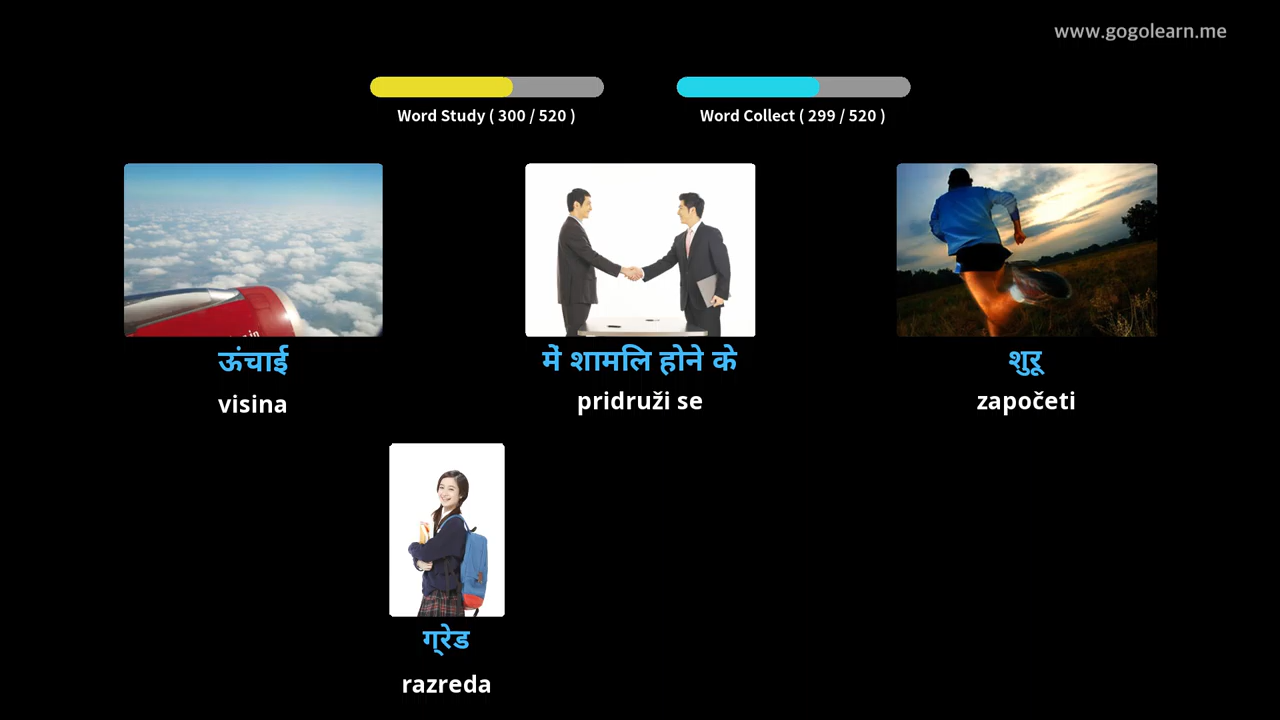 www.gogolearn.me
Word Study ( 300 / 520 )
Word Collect ( 299 / 520 )
ऊंचाई
में शामलि होने के
शुरू
visina
pridruži se
započeti
ग्रेड
razreda